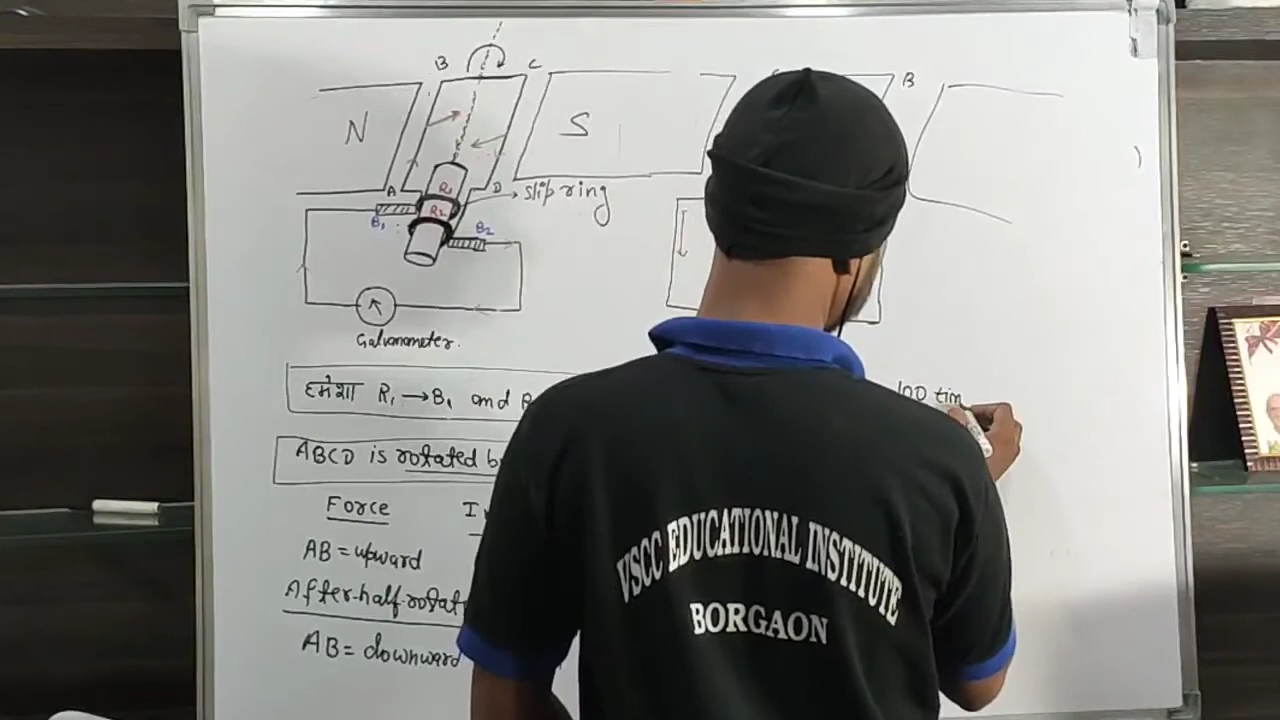 B
C
B
N
S
A
R₁
D
slip ring
R₂
B₁
B₂
Galvanometer.
हमेशा R₁ → B₁ and
100 tim
ABCD is rotated
Force
AB = upward
After half rotat
AB = downward
VSCC EDUCATIONAL INSTITUTE
BORGAON